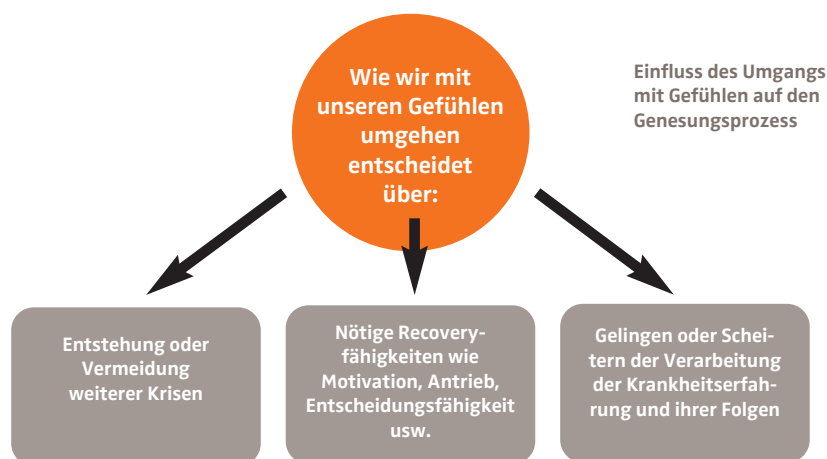 Wie wir mit
unseren Gefühlen
umgehen
entscheidet
über:
Einfluss des Umgangs
mit Gefühlen auf den
Genesungsprozess
Entstehung oder
Vermeidung
weiterer Krisen
Nötige Recovery-
fähigkeiten wie
Motivation, Antrieb,
Entscheidungsfähigkeit
usw.
Gelingen oder Schei-
tern der Verarbeitung
der Krankheitserfah-
rung und ihrer Folgen